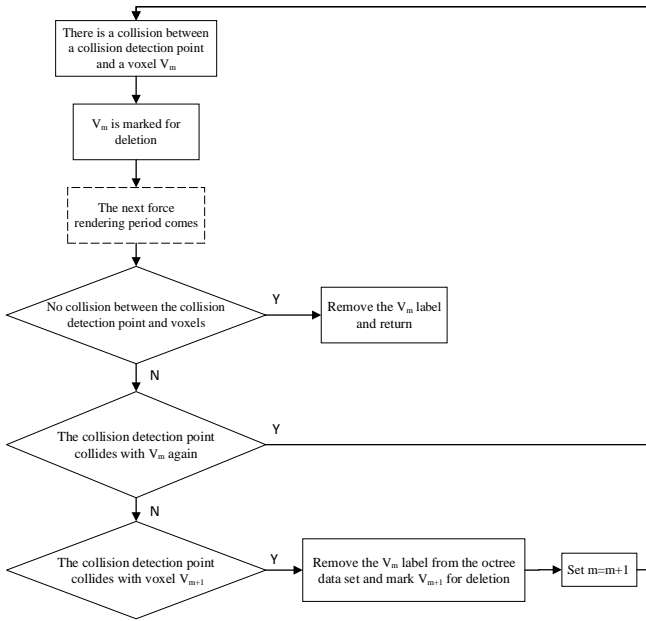 There is a collision between
a collision detection point
and a voxel Vm
Vm is marked for
deletion
The next force
rendering period comes
No collision between the collision
detection point and voxels
Y
Remove the Vm label
and return
N
The collision detection point
collides with Vm again
Y
N
The collision detection point
collides with voxel Vm+1
Y
Remove the Vm label from the octree
data set and mark Vm+1 for deletion
Set m=m+1